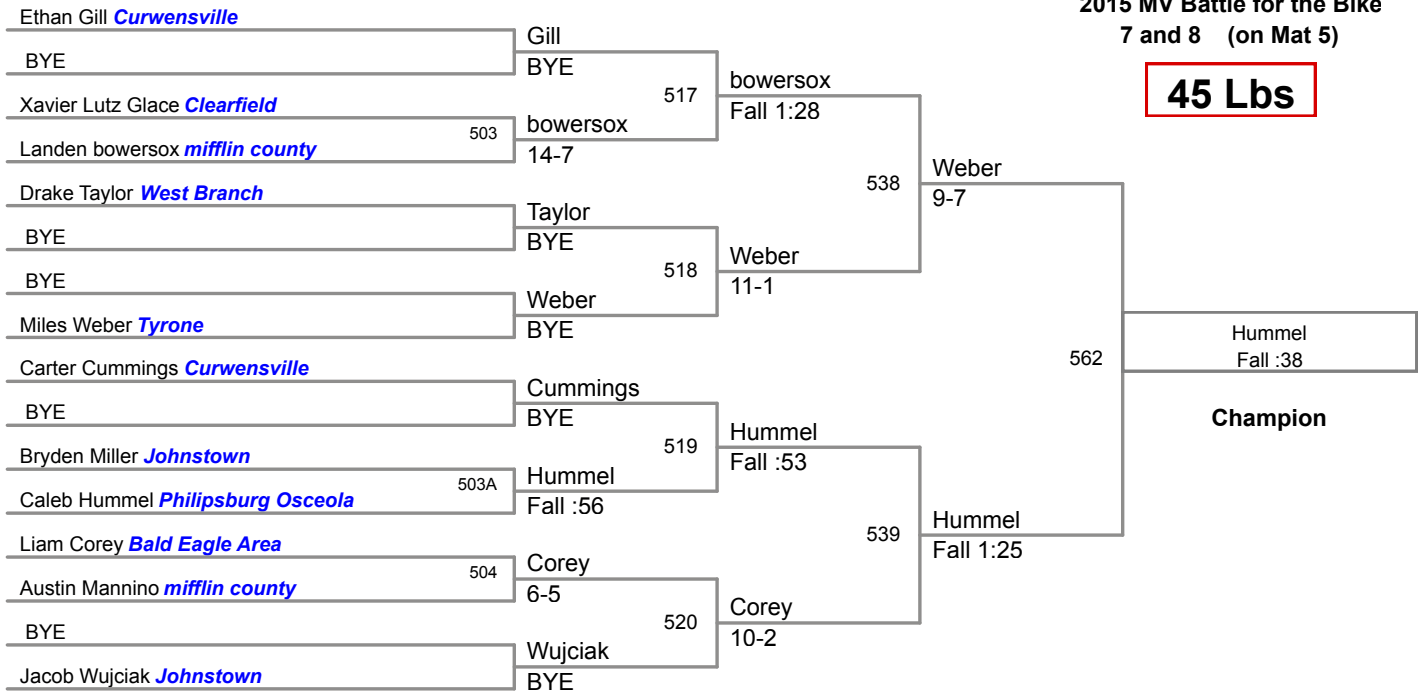 2015 MV Battle for the Bike
7 and 8 (on Mat 5)
45 Lbs
Ethan Gill Curwensville
BYE
Xavier Lutz Glace Clearfield
503
Landen bowersox mifflin county
Drake Taylor West Branch
BYE
BYE
Miles Weber Tyrone
Carter Cummings Curwensville
BYE
Bryden Miller Johnstown
503A
Caleb Hummel Philipsburg Osceola
Liam Corey Bald Eagle Area
504
Austin Mannino mifflin county
BYE
Jacob Wujciak Johnstown
Gill
BYE
517
bowersox
14-7
Taylor
BYE
518
Weber
BYE
Cummings
BYE
519
Hummel
Fall :56
Corey
6-5
520
Wujciak
BYE
bowersox
Fall 1:28
538
Weber
11-1
Hummel
Fall :53
539
Corey
10-2
Weber
9-7
562
Hummel
Fall 1:25
Hummel
Fall :38
Champion